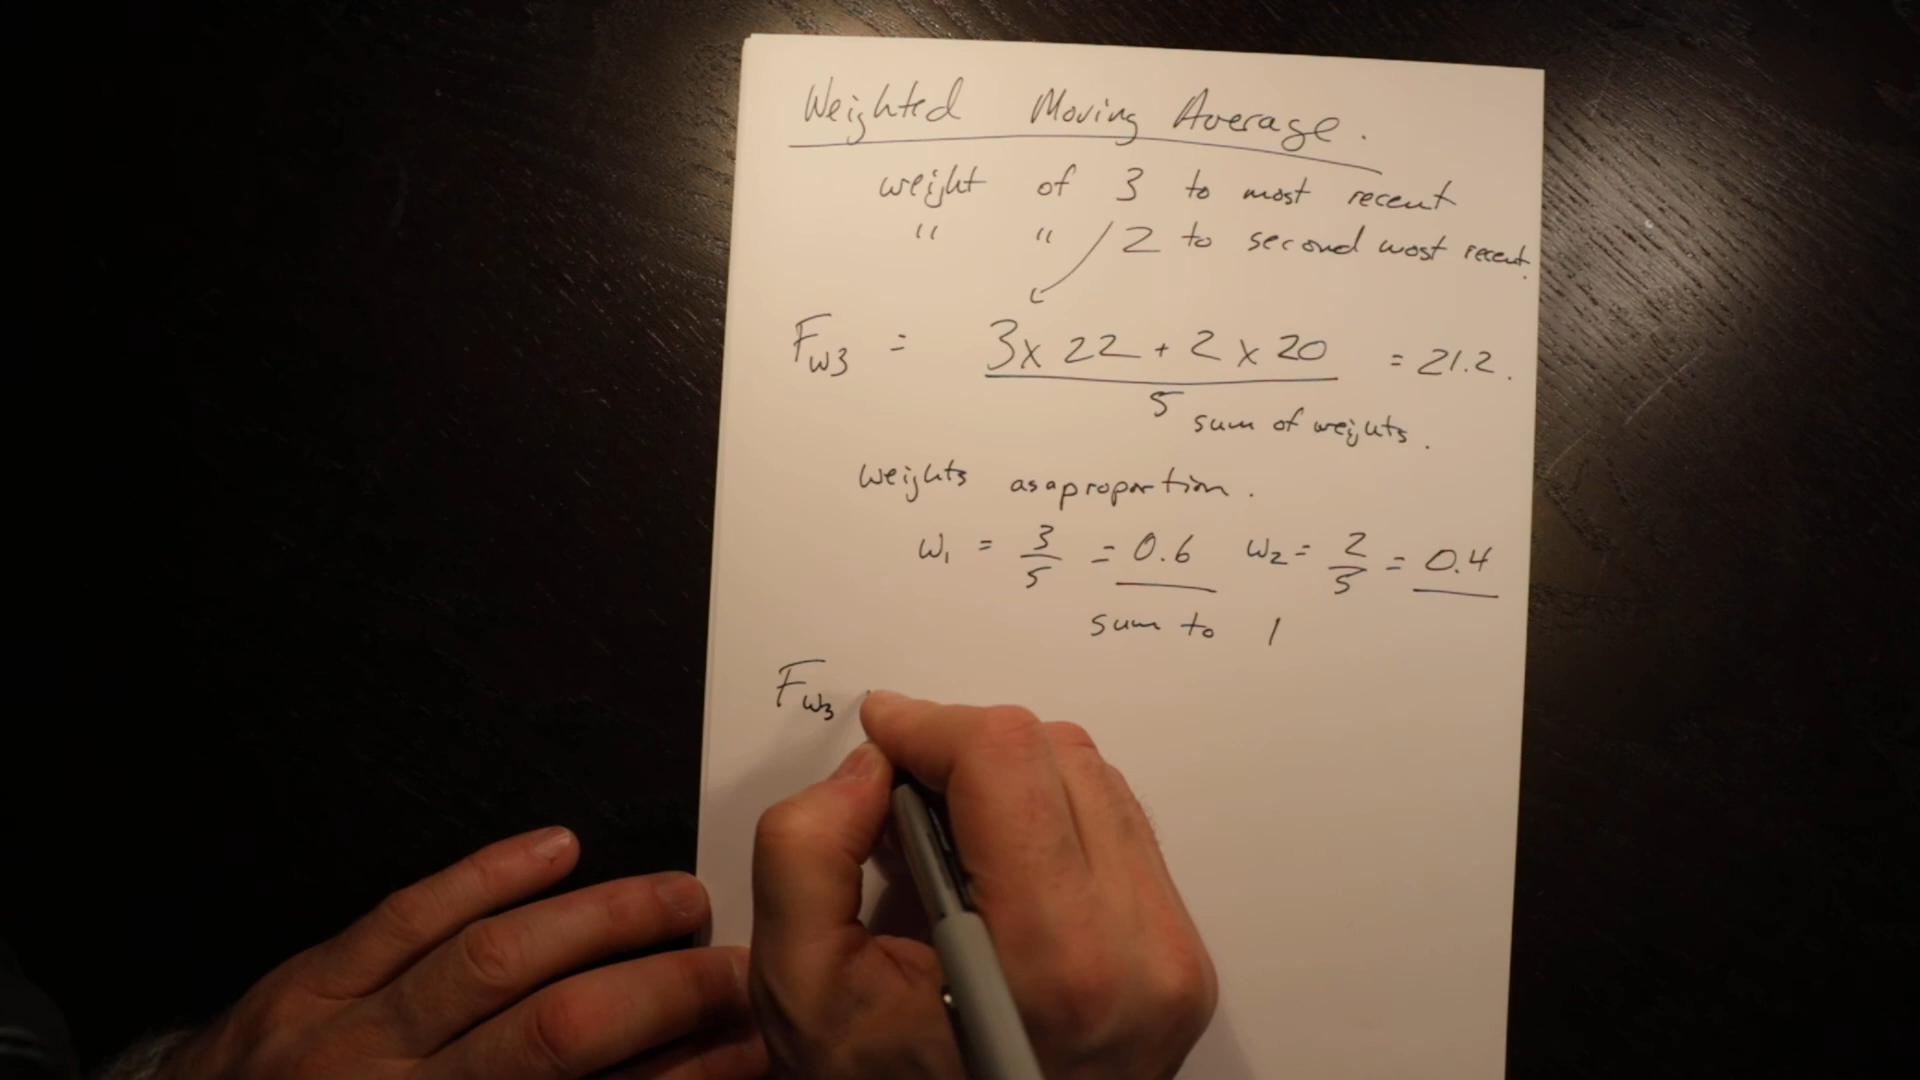 Weighted Moving Average.
weight of 3 to most recent
" " 2 to second most recent.
Fw3 = 3x22 + 2x20 = 21.2.
5 sum of weights.
weights as a proportion.
w1 = 3/5 = 0.6 w2 = 2/5 = 0.4
sum to 1
Fw3